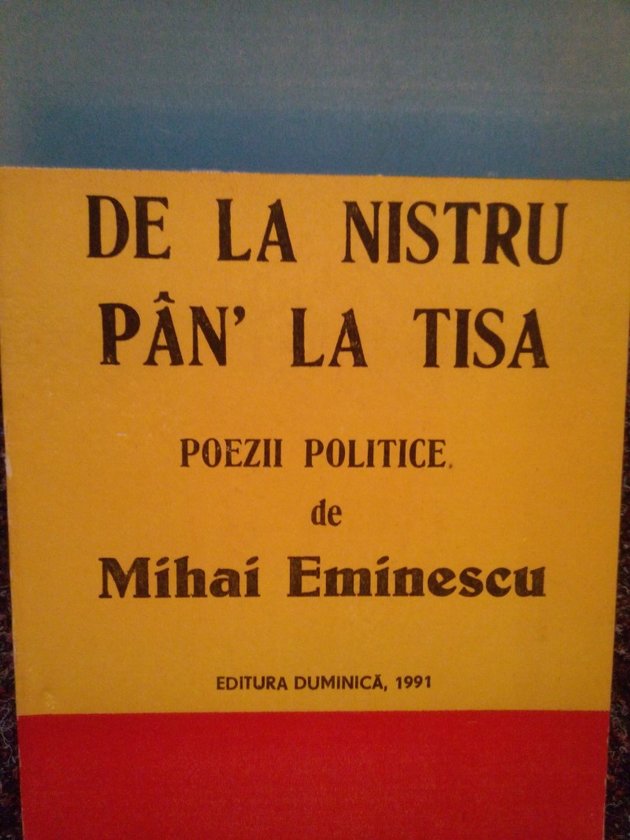 DE LA NISTRU
PÂN' LA TISA
POEZII POLITICE
de
Mihai Eminescu
EDITURA DUMINICĂ, 1991